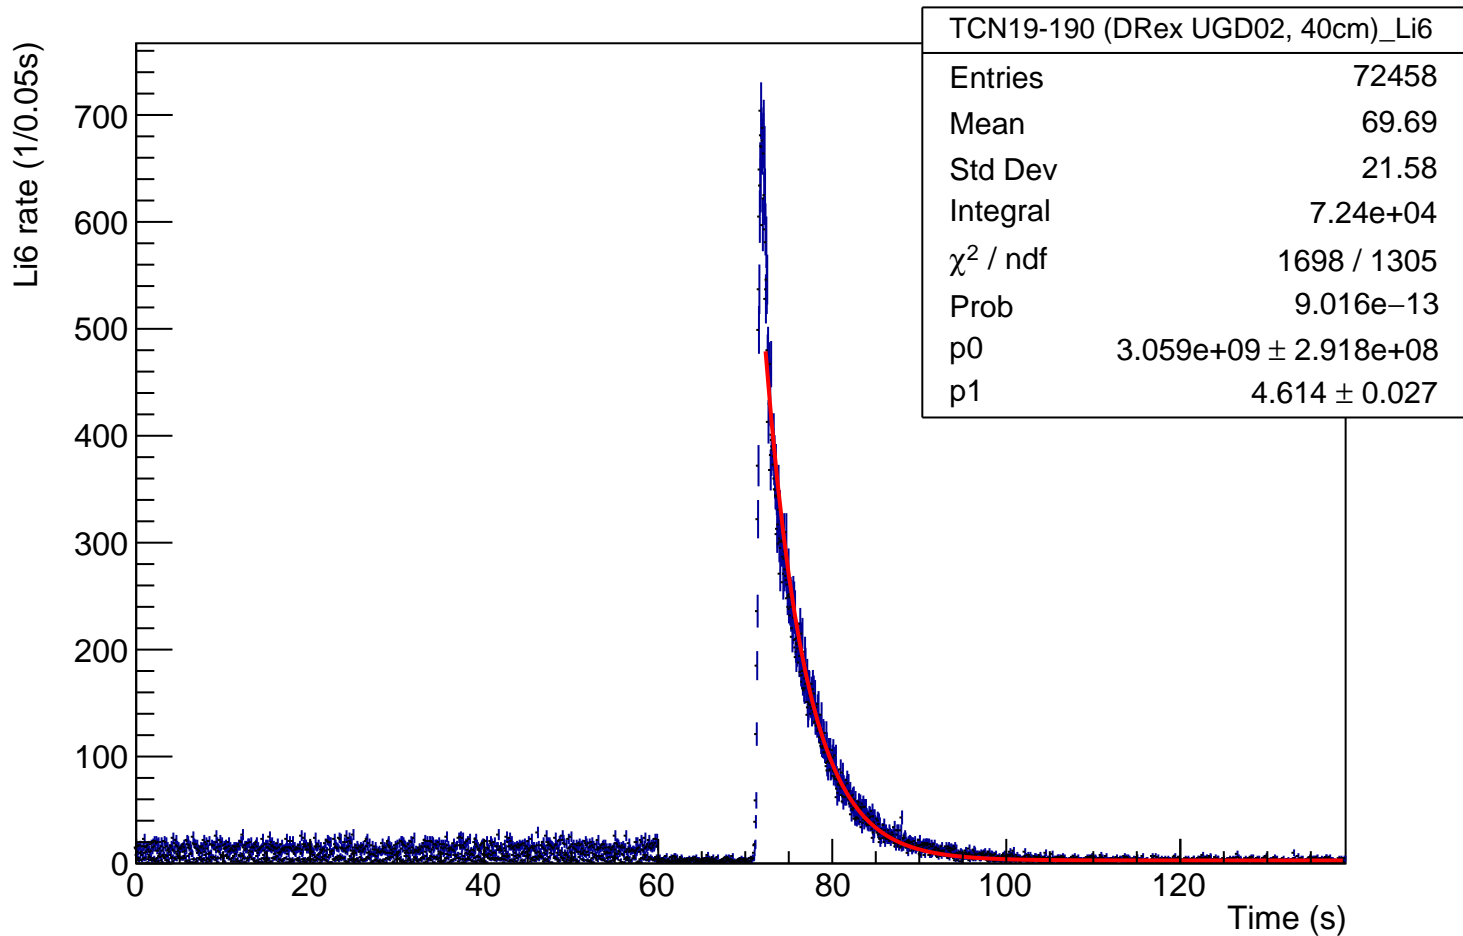 TCN19-190 (DRex UGD02, 40cm)_Li6
Entries 72458
Mean 69.69
Std Dev 21.58
Integral 7.24e+04
χ² / ndf 1698 / 1305
Prob 9.016e−13
p0 3.059e+09 ± 2.918e+08
p1 4.614 ± 0.027
Li6 rate (1/0.05s)
700
600
500
400
300
200
100
0
0 20 40 60 80 100 120
Time (s)